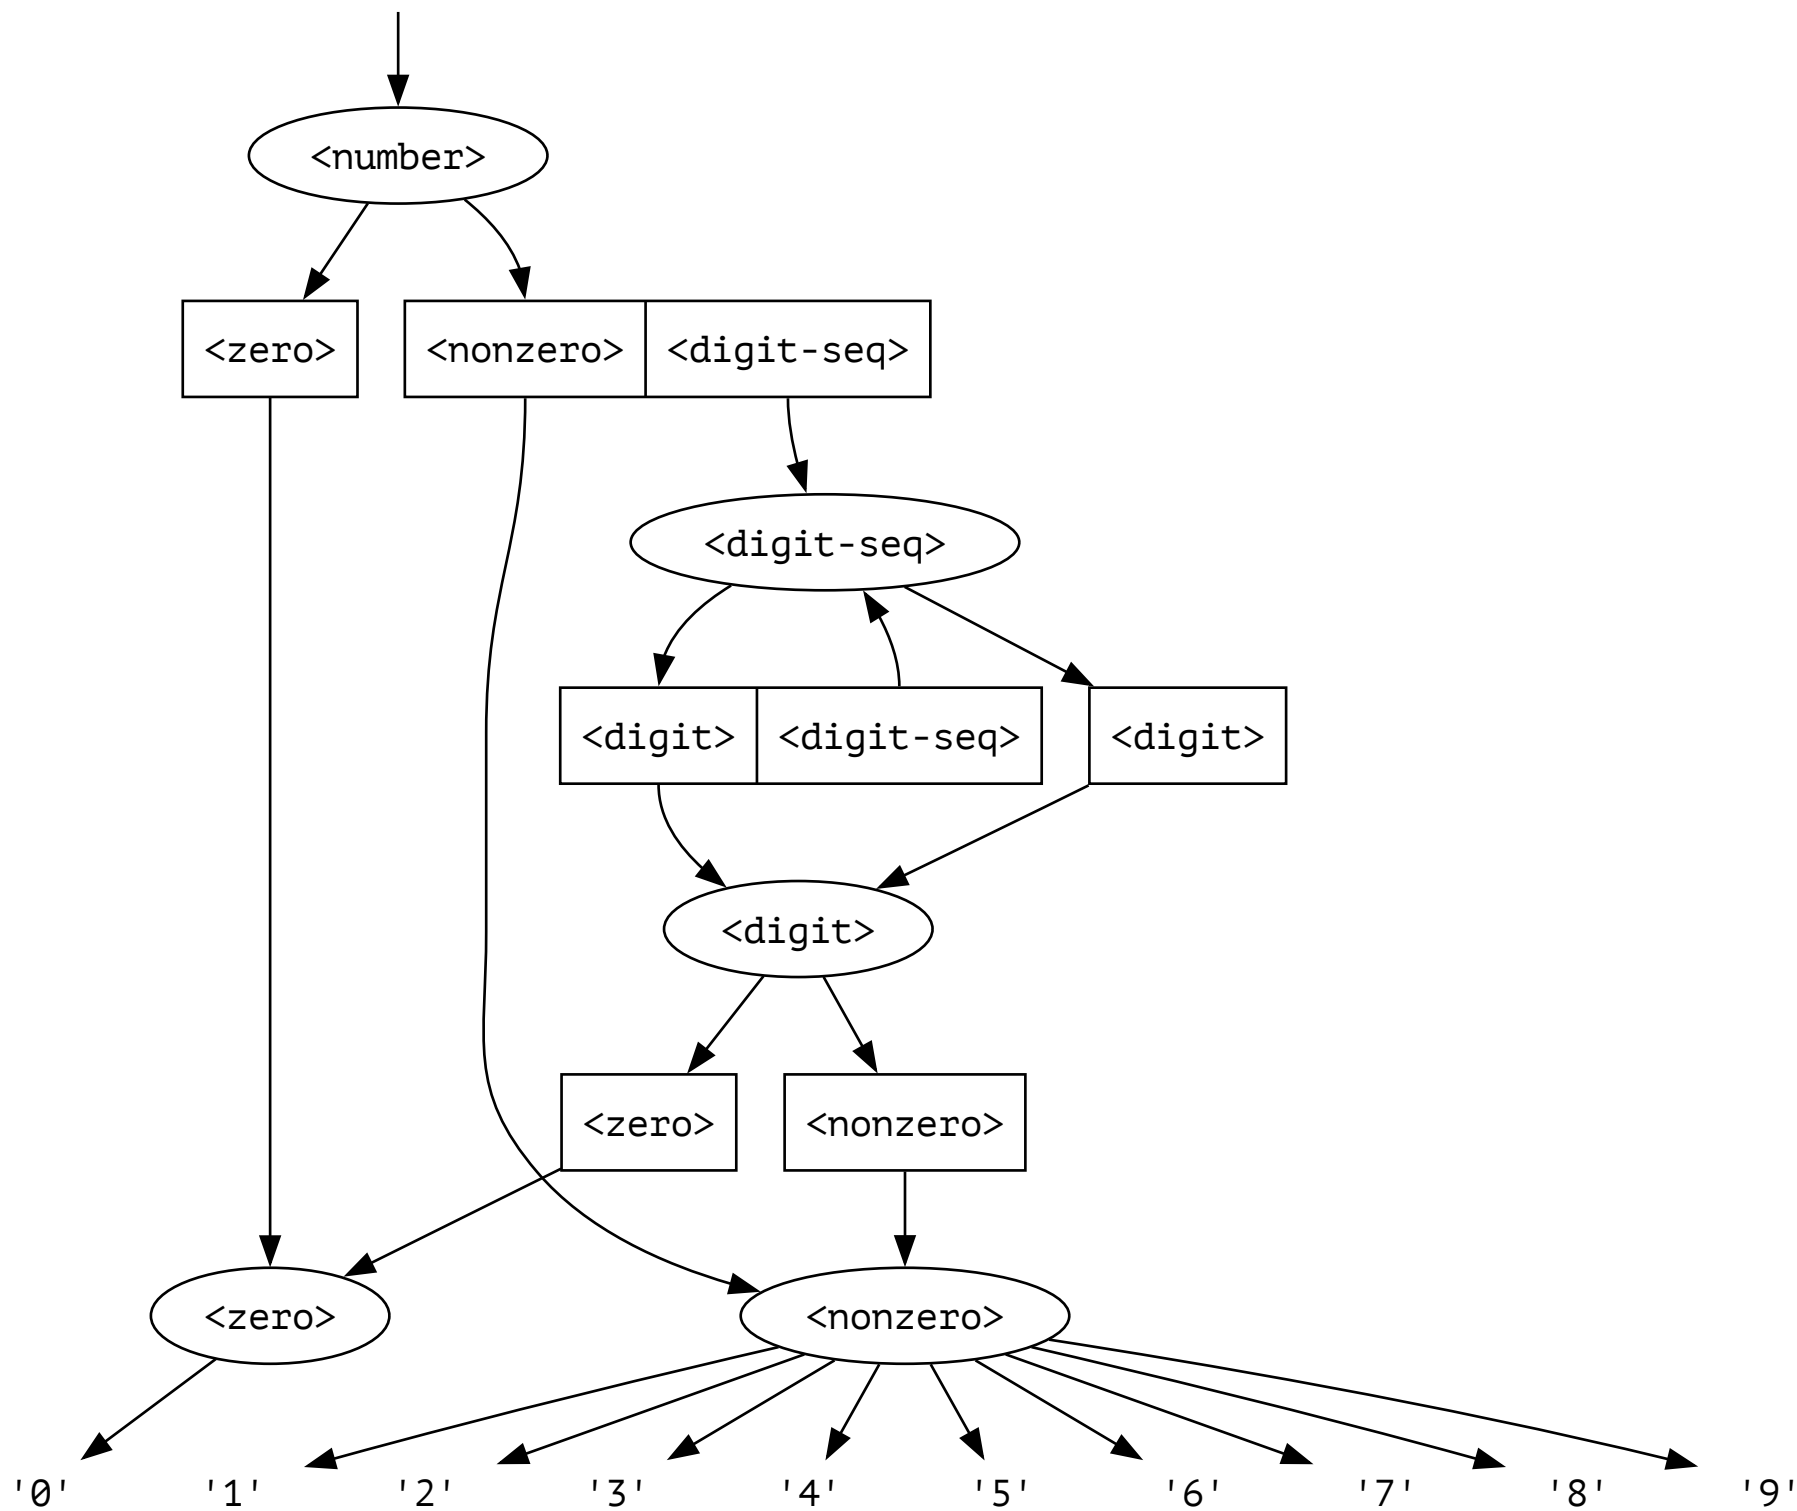 <number>
<zero> <nonzero> <digit-seq>
<digit-seq>
<digit> <digit-seq> <digit>
<digit>
<zero> <nonzero>
<zero> <nonzero>
'0' '1' '2' '3' '4' '5' '6' '7' '8' '9'